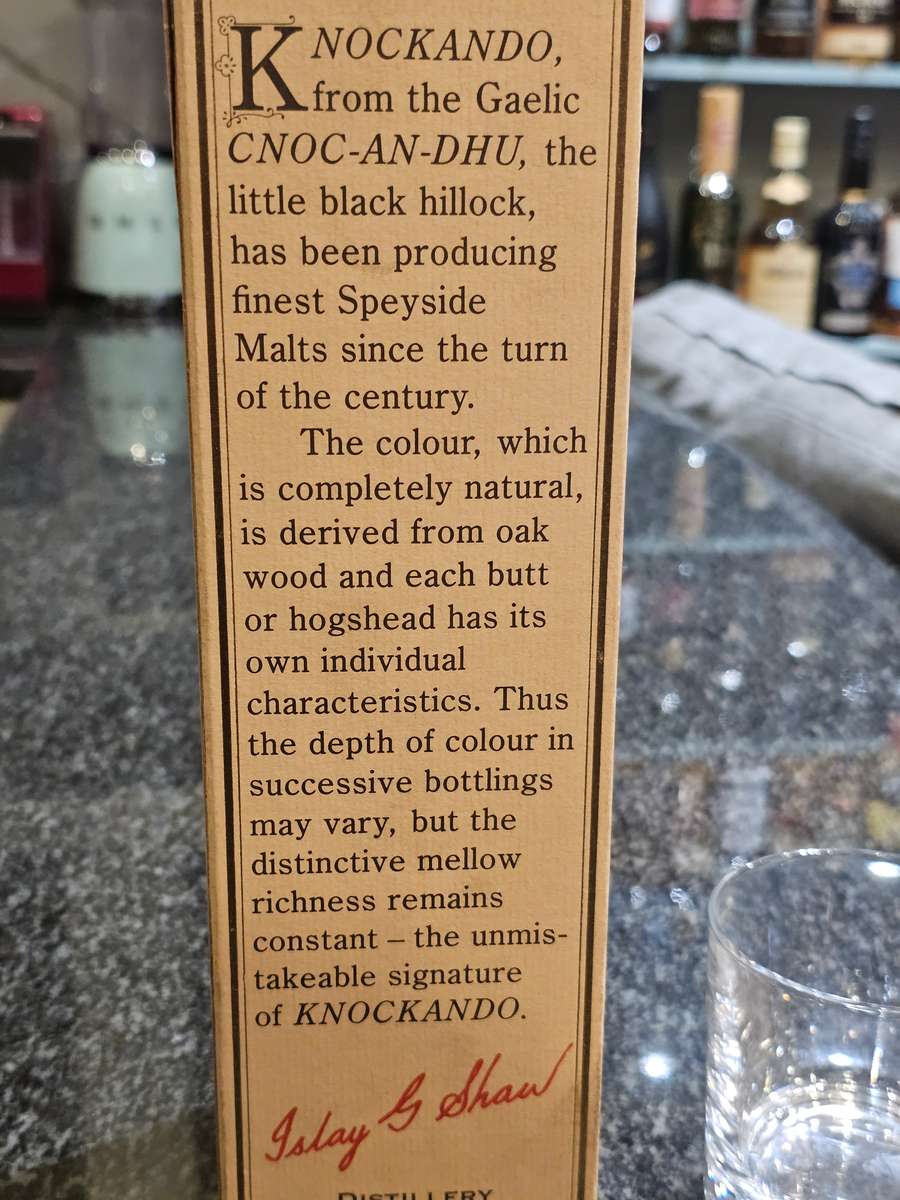 KNOCKANDO,
from the Gaelic
CNOC-AN-DHU, the
little black hillock,
has been producing
finest Speyside
Malts since the turn
of the century.
The colour, which
is completely natural,
is derived from oak
wood and each butt
or hogshead has its
own individual
characteristics. Thus
the depth of colour in
successive bottlings
may vary, but the
distinctive mellow
richness remains
constant – the unmis-
takeable signature
of KNOCKANDO.
Islay G Shaw
DISTILLERY